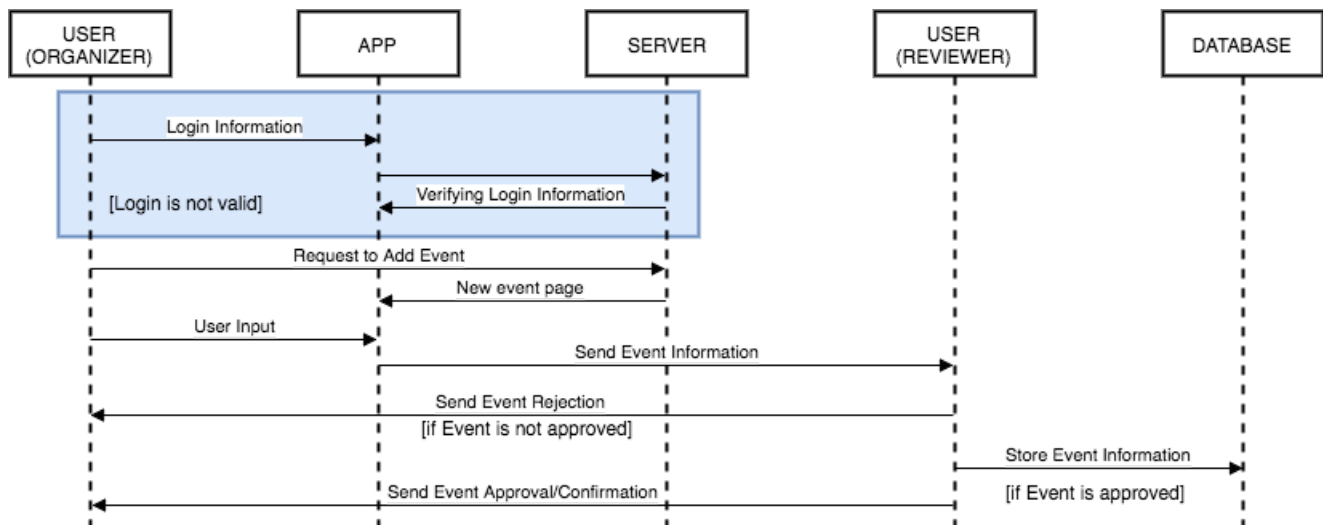 USER
(ORGANIZER)
APP
SERVER
USER
(REVIEWER)
DATABASE
Login Information
Verifying Login Information
[Login is not valid]
Request to Add Event
New event page
User Input
Send Event Information
Send Event Rejection
[if Event is not approved]
Store Event Information
Send Event Approval/Confirmation
[if Event is approved]